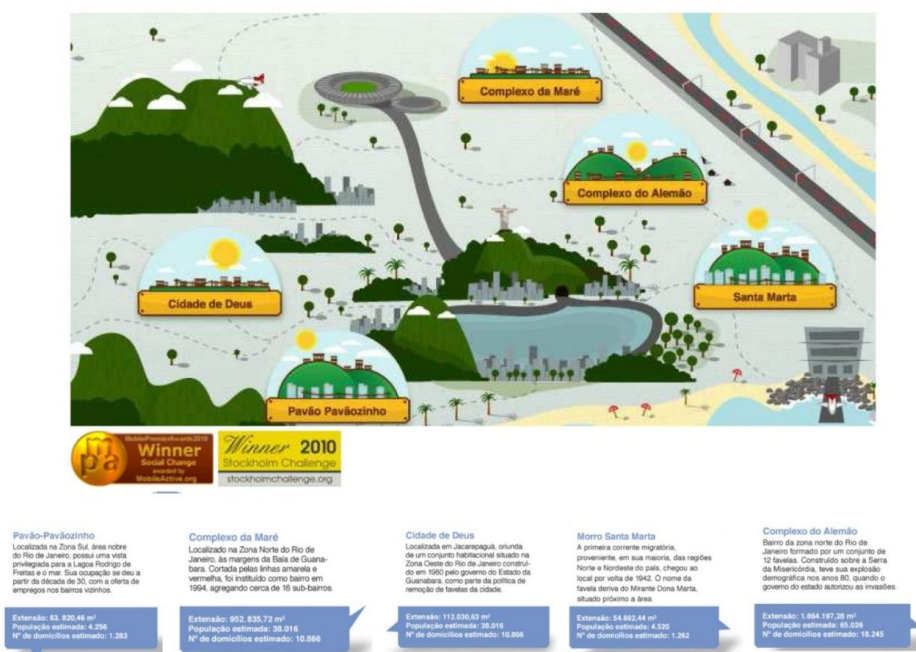 Complexo da Maré
Complexo do Alemão
Santa Marta
Cidade de Deus
Pavão Pavãozinho
MobilePremierAwards2010
mpa
Winner
Social Change
awarded by
MobileActive.org
Winner 2010
Stockholm Challenge
stockholmchallenge.org
Pavão-Pavãozinho
Localizada na Zona Sul, área nobre
do Rio de Janeiro, possui uma vista
privilegiada para a Lagoa Rodrigo de
Freitas e o mar. Sua ocupação se deu a
partir da década de 30, com a oferta de
empregos nos bairros vizinhos.
Extensão: 63. 820,46 m²
População estimada: 4.256
Nº de domicílios estimado: 1.283
Complexo da Maré
Localizado na Zona Norte do Rio de
Janeiro, às margens da Baía de Guana-
bara. Cortada pelas linhas amarela e
vermelha, foi instituído como bairro em
1994, agregando cerca de 16 sub-bairros.
Extensão: 952. 835,72 m²
População estimada: 38.016
Nº de domicílios estimado: 10.866
Cidade de Deus
Localizada em Jacarepaguá, oriunda
de um conjunto habitacional situado na
Zona Oeste do Rio de Janeiro construí-
do em 1960 pelo governo do Estado da
Guanabara, como parte da política de
remoção de favelas da cidade.
Extensão: 112.030,63 m²
População estimada: 38.016
Nº de domicílios estimado: 10.866
Morro Santa Marta
A primeira corrente migratória,
proveniente, em sua maioria, das regiões
Norte e Nordeste do país, chegou ao
local por volta de 1942. O nome da
favela deriva do Mirante Dona Marta,
situado próximo a área.
Extensão: 54.692,44 m²
População estimada: 4.520
Nº de domicílios estimado: 1.262
Complexo do Alemão
Bairro da zona norte do Rio de
Janeiro formado por um conjunto de
12 favelas. Construído sobre a Serra
da Misericórdia, teve sua explosão
demográfica nos anos 80, quando o
governo do estado autorizou as invasões.
Extensão: 1.864.197,28 m²
População estimada: 65.026
Nº de domicílios estimado: 18.245